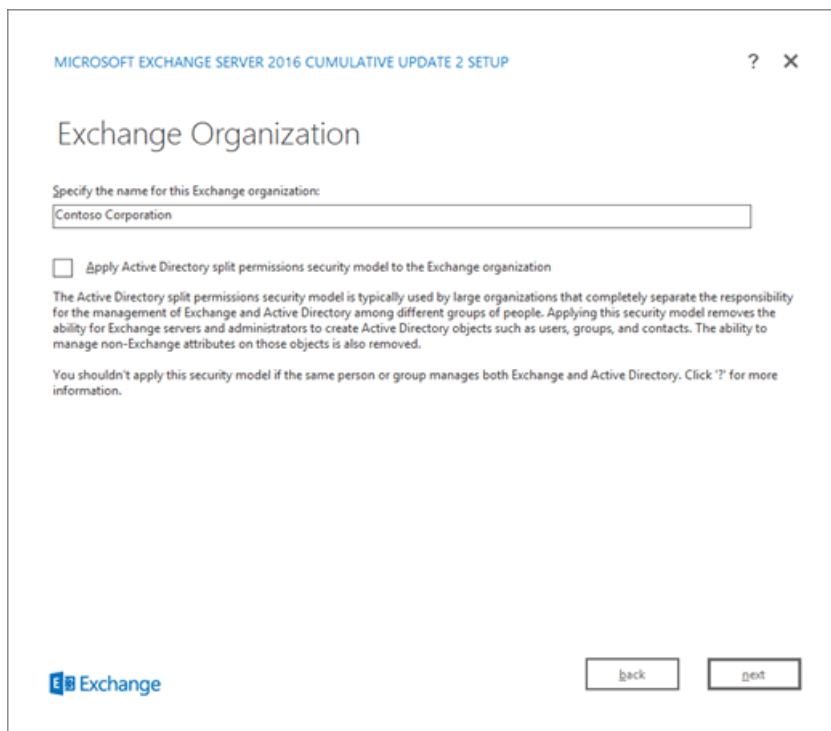 MICROSOFT EXCHANGE SERVER 2016 CUMULATIVE UPDATE 2 SETUP
?
Exchange Organization
Specify the name for this Exchange organization:
Contoso Corporation
Apply Active Directory split permissions security model to the Exchange organization
The Active Directory split permissions security model is typically used by large organizations that completely separate the responsibility
for the management of Exchange and Active Directory among different groups of people. Applying this security model removes the
ability for Exchange servers and administrators to create Active Directory objects such as users, groups, and contacts. The ability to
manage non-Exchange attributes on those objects is also removed.
You shouldn't apply this security model if the same person or group manages both Exchange and Active Directory. Click '?' for more
information.
E Exchange
back
next